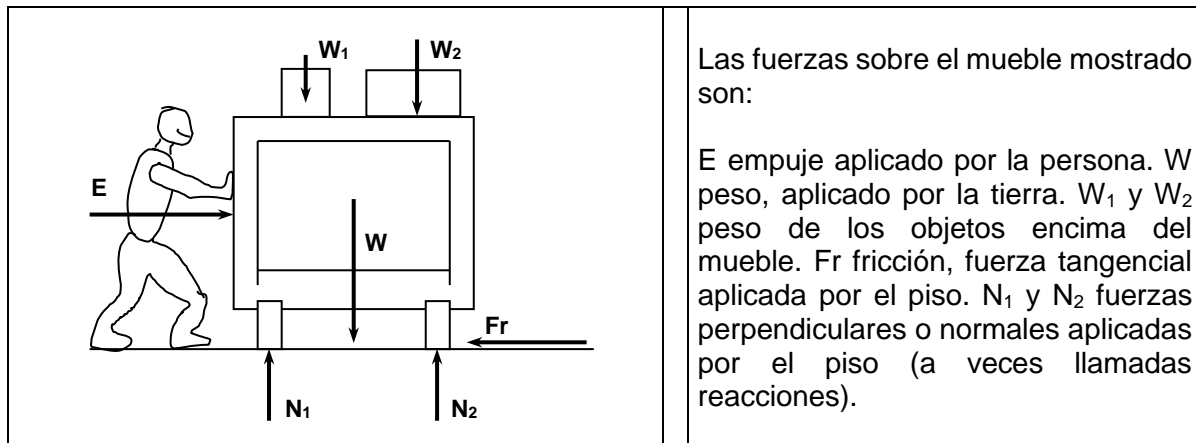 W₁
W₂
E
W
Fr
N₁
N₂
Las fuerzas sobre el mueble mostrado
son:
E empuje aplicado por la persona. W
peso, aplicado por la tierra. W₁ y W₂
peso de los objetos encima del
mueble. Fr fricción, fuerza tangencial
aplicada por el piso. N₁ y N₂ fuerzas
perpendiculares o normales aplicadas
por el piso (a veces llamadas
reacciones).